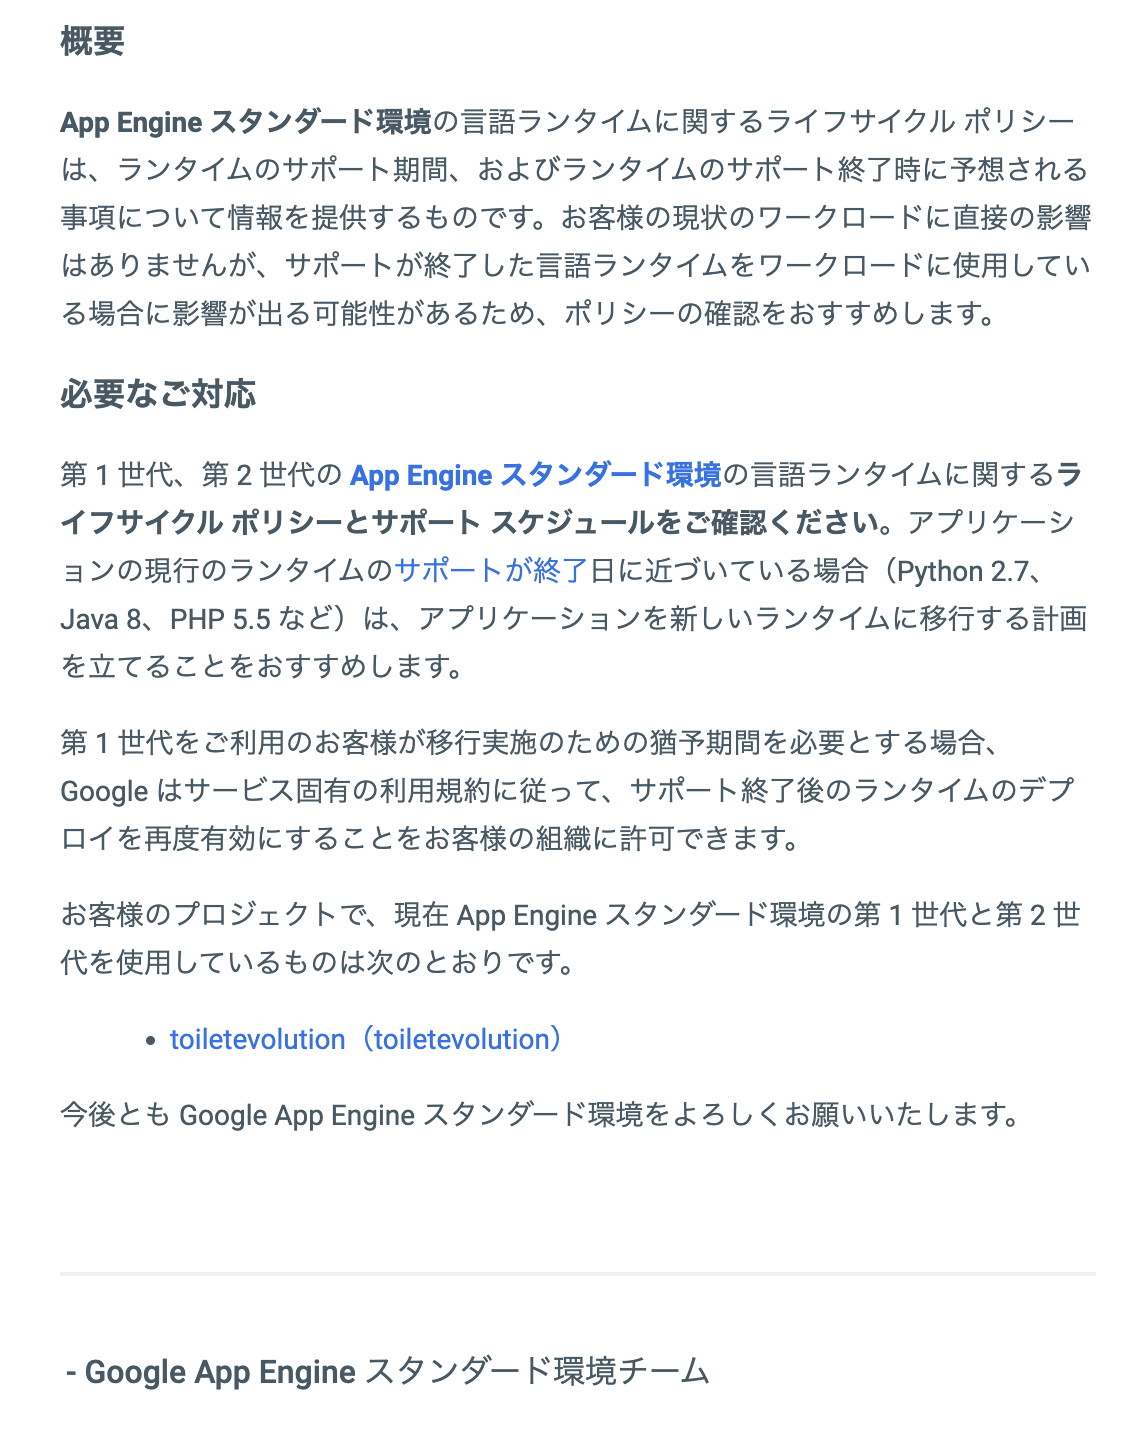 概要
App Engine スタンダード環境の言語ランタイムに関するライフサイクル ポリシー
は、ランタイムのサポート期間、およびランタイムのサポート終了時に予想される
事項について情報を提供するものです。お客様の現状のワークロードに直接の影響
はありませんが、サポートが終了した言語ランタイムをワークロードに使用してい
る場合に影響が出る可能性があるため、ポリシーの確認をおすすめします。
必要なご対応
第 1 世代、第 2 世代の App Engine スタンダード環境の言語ランタイムに関するラ
イフサイクル ポリシーとサポート スケジュールをご確認ください。アプリケーシ
ョンの現行のランタイムのサポートが終了日に近づいている場合（Python 2.7、
Java 8、PHP 5.5 など）は、アプリケーションを新しいランタイムに移行する計画
を立てることをおすすめします。
第 1 世代をご利用のお客様が移行実施のための猶予期間を必要とする場合、
Google はサービス固有の利用規約に従って、サポート終了後のランタイムのデプ
ロイを再度有効にすることをお客様の組織に許可できます。
お客様のプロジェクトで、現在 App Engine スタンダード環境の第 1 世代と第 2 世
代を使用しているものは次のとおりです。
• toiletevolution（toiletevolution）
今後とも Google App Engine スタンダード環境をよろしくお願いいたします。
- Google App Engine スタンダード環境チーム